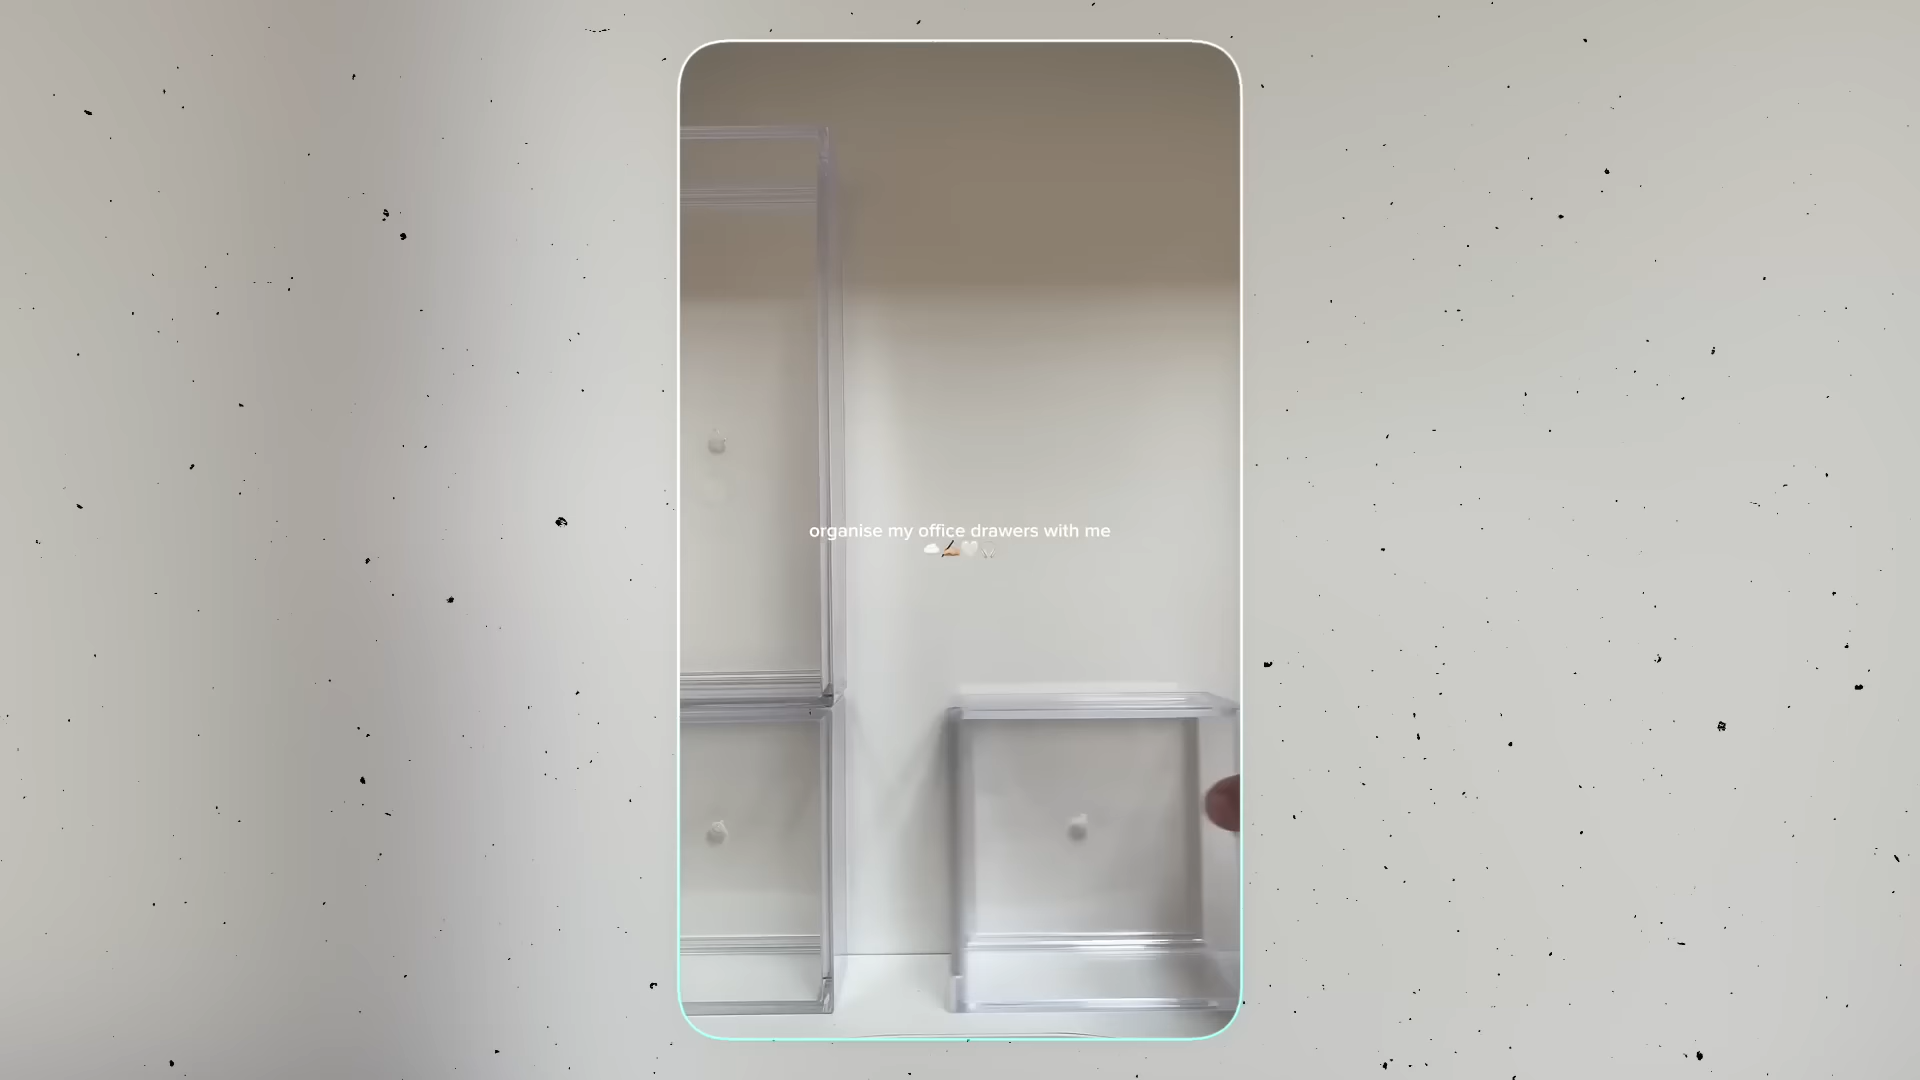 organise my office drawers with me
☁️✍🏼🤍🎧